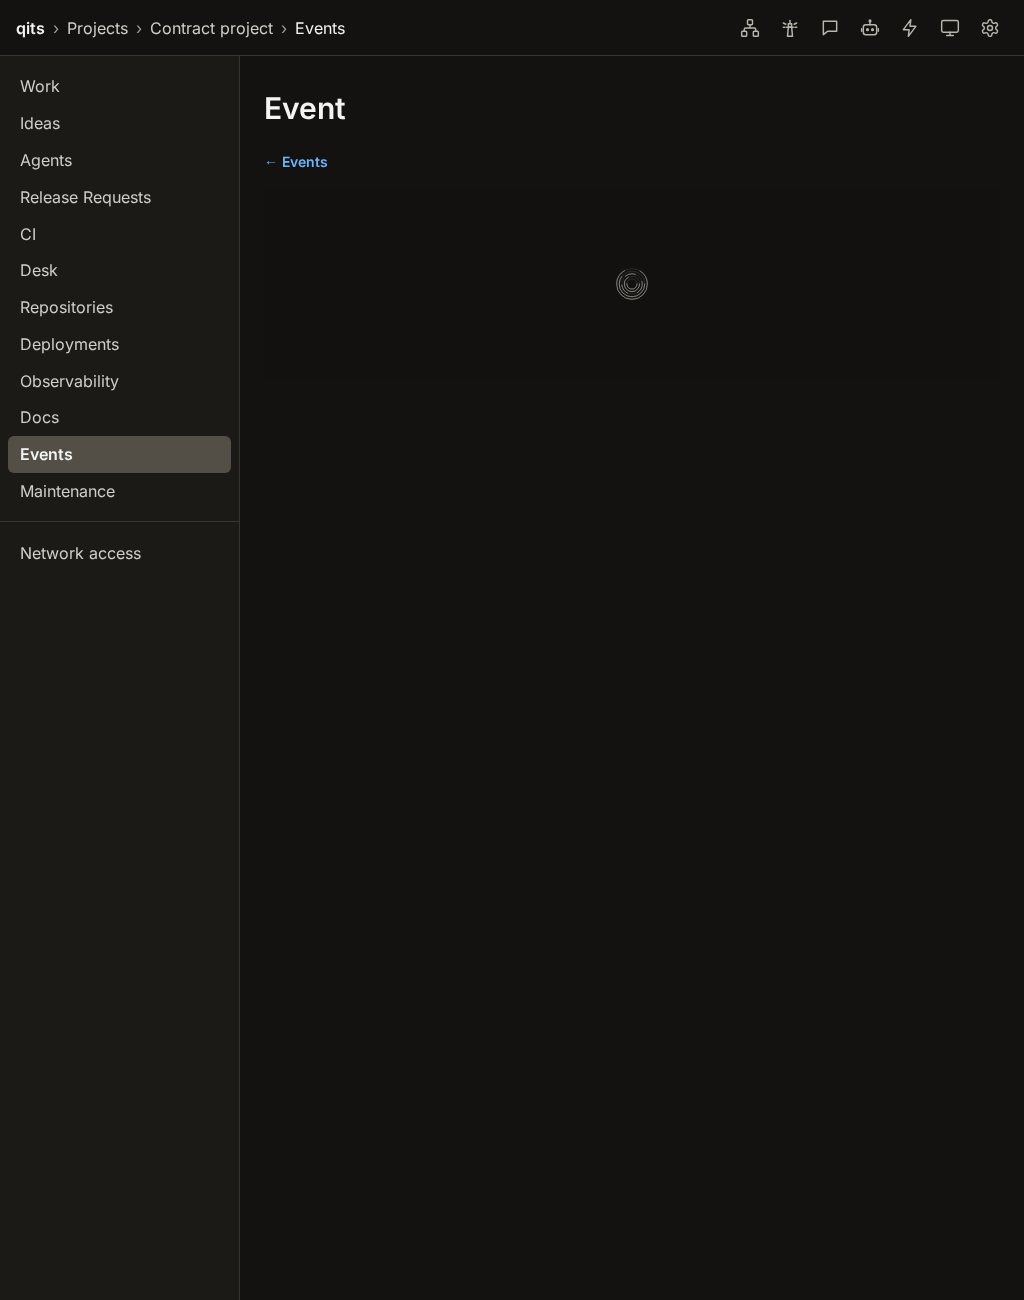 qits › Projects › Contract project › Events
Work
Ideas
Agents
Release Requests
CI
Desk
Repositories
Deployments
Observability
Docs
Events
Maintenance
Network access
Event
← Events